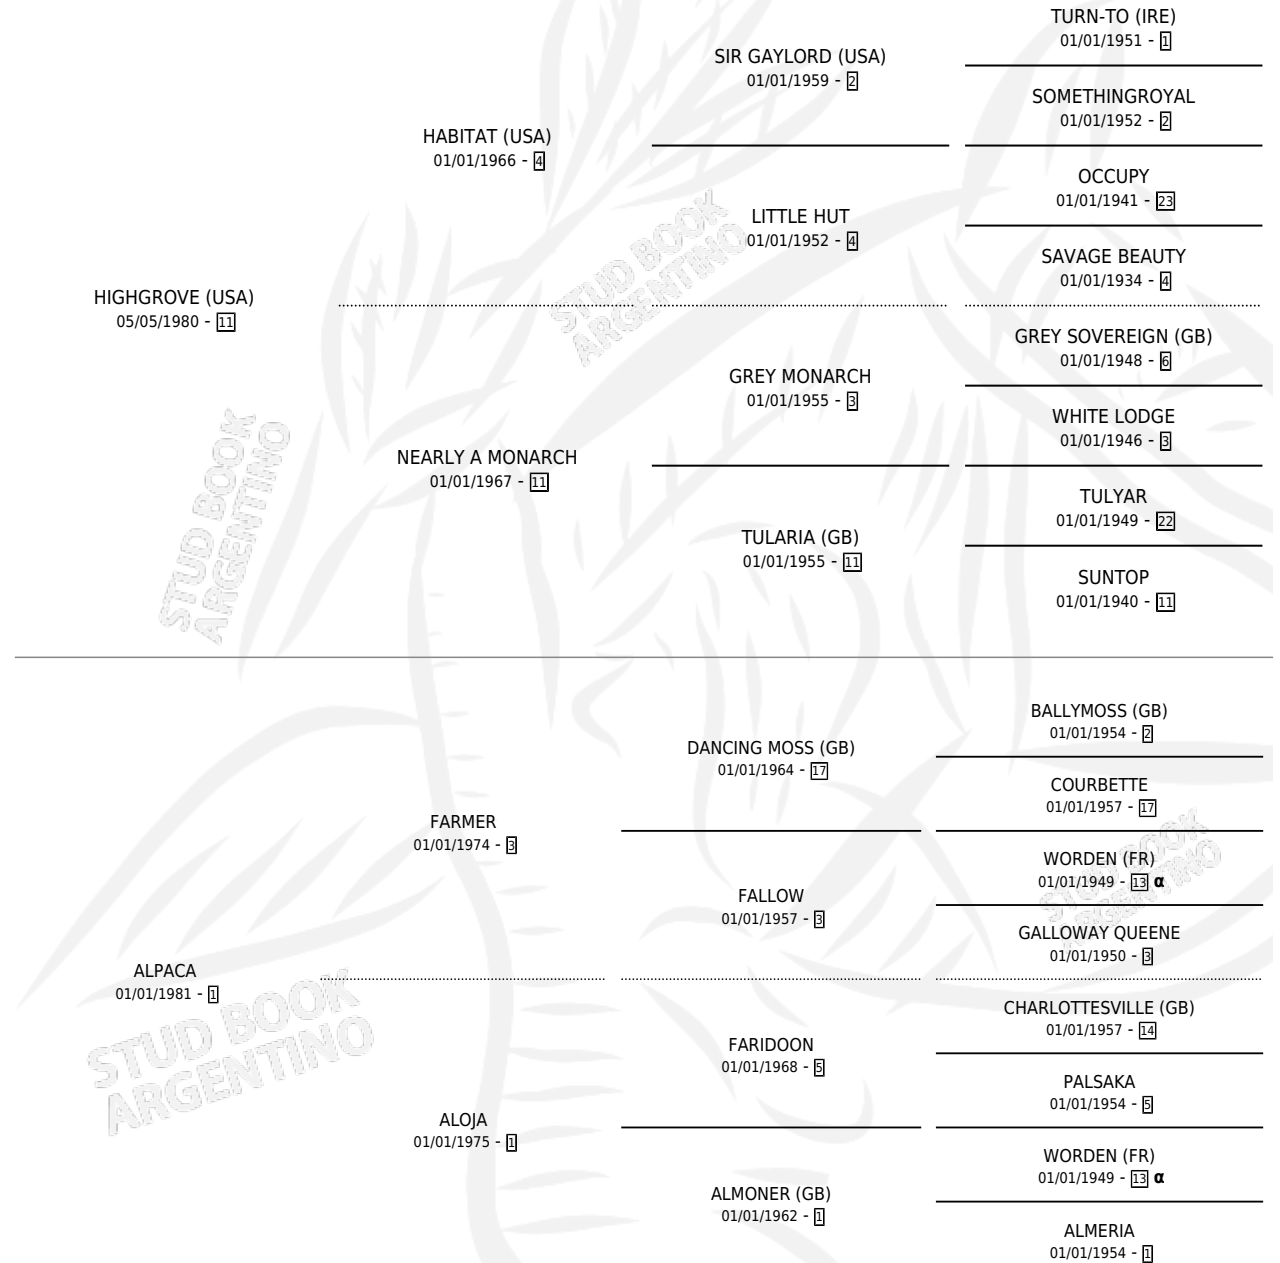 TURN-TO (IRE)
01/01/1951 - 1
SIR GAYLORD (USA)
01/01/1959 - 2
SOMETHINGROYAL
01/01/1952 - 2
HABITAT (USA)
01/01/1966 - 4
OCCUPY
01/01/1941 - 23
LITTLE HUT
01/01/1952 - 4
SAVAGE BEAUTY
01/01/1934 - 4
HIGHGROVE (USA)
05/05/1980 - 11
STUD BOOK
ARGENTINO
GREY SOVEREIGN (GB)
01/01/1948 - 6
GREY MONARCH
01/01/1955 - 3
WHITE LODGE
01/01/1946 - 3
NEARLY A MONARCH
01/01/1967 - 11
TULYAR
01/01/1949 - 22
TULARIA (GB)
01/01/1955 - 11
SUNTOP
01/01/1940 - 11
STUD BOOK
ARGENTINO
BALLYMOSS (GB)
01/01/1954 - 2
DANCING MOSS (GB)
01/01/1964 - 17
COURBETTE
01/01/1957 - 17
FARMER
01/01/1974 - 3
WORDEN (FR)
01/01/1949 - 13 α
STUD BOOK
ARGENTINO
FALLOW
01/01/1957 - 3
GALLOWAY QUEENE
01/01/1950 - 3
ALPACA
01/01/1981 - 1
STUD BOOK
ARGENTINO
CHARLOTTESVILLE (GB)
01/01/1957 - 14
FARIDOON
01/01/1968 - 5
PALSAKA
01/01/1954 - 5
ALOJA
01/01/1975 - 1
WORDEN (FR)
01/01/1949 - 13 α
ALMONER (GB)
01/01/1962 - 1
ALMERIA
01/01/1954 - 1